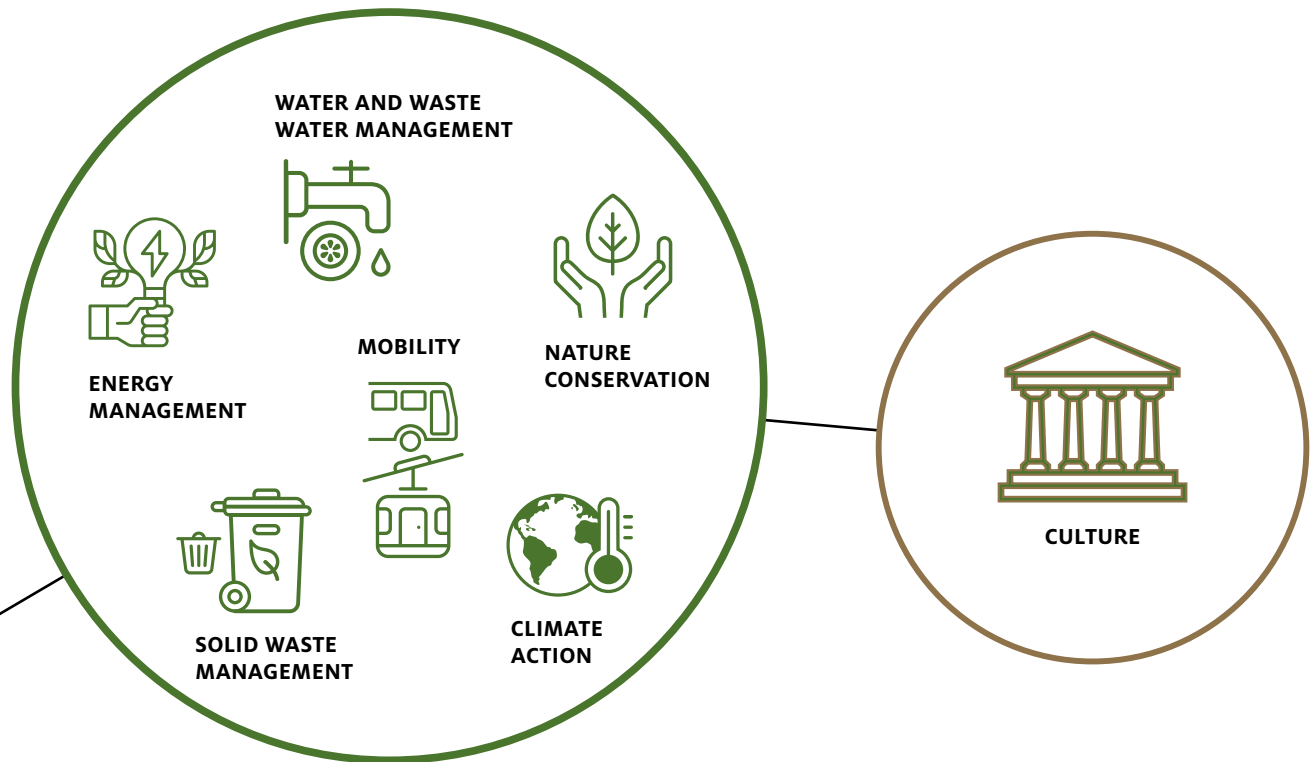 WATER AND WASTE
WATER MANAGEMENT
ENERGY
MANAGEMENT
MOBILITY
NATURE
CONSERVATION
SOLID WASTE
MANAGEMENT
CLIMATE
ACTION
CULTURE